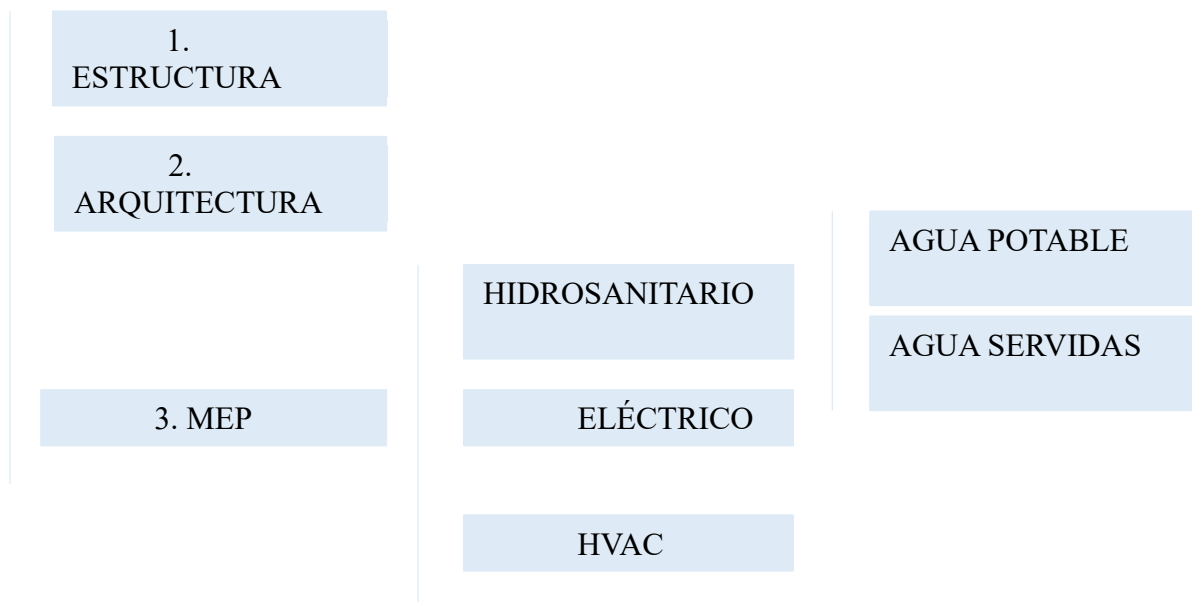 1.
ESTRUCTURA
2.
ARQUITECTURA
3. MEP
HIDROSANITARIO
ELÉCTRICO
HVAC
AGUA POTABLE
AGUA SERVIDAS